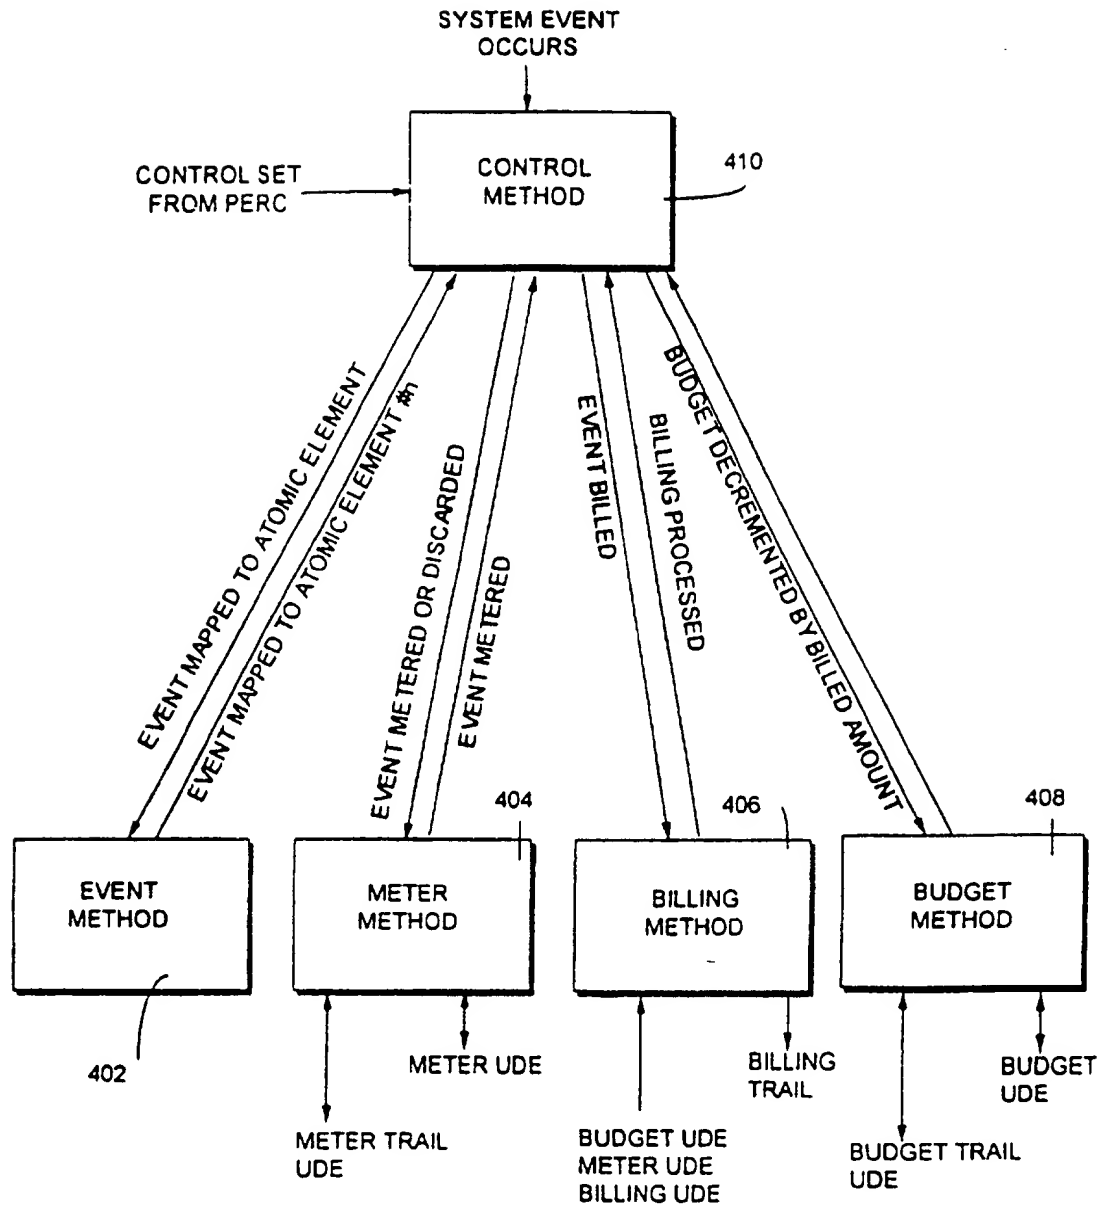 SYSTEM EVENT
OCCURS
CONTROL
METHOD
410
CONTROL SET
FROM PERC
EVENT MAPPED TO ATOMIC ELEMENT
EVENT MAPPED TO ATOMIC ELEMENT #n
EVENT METERED OR DISCARDED
EVENT METERED
EVENT BILLED
BILLING PROCESSED
BUDGET DECREMENTED BY BILLED AMOUNT
404
406
408
EVENT
METHOD
METER
METHOD
BILLING
METHOD
BUDGET
METHOD
402
METER UDE
BILLING
TRAIL
BUDGET
UDE
METER TRAIL
UDE
BUDGET UDE
METER UDE
BILLING UDE
BUDGET TRAIL
UDE